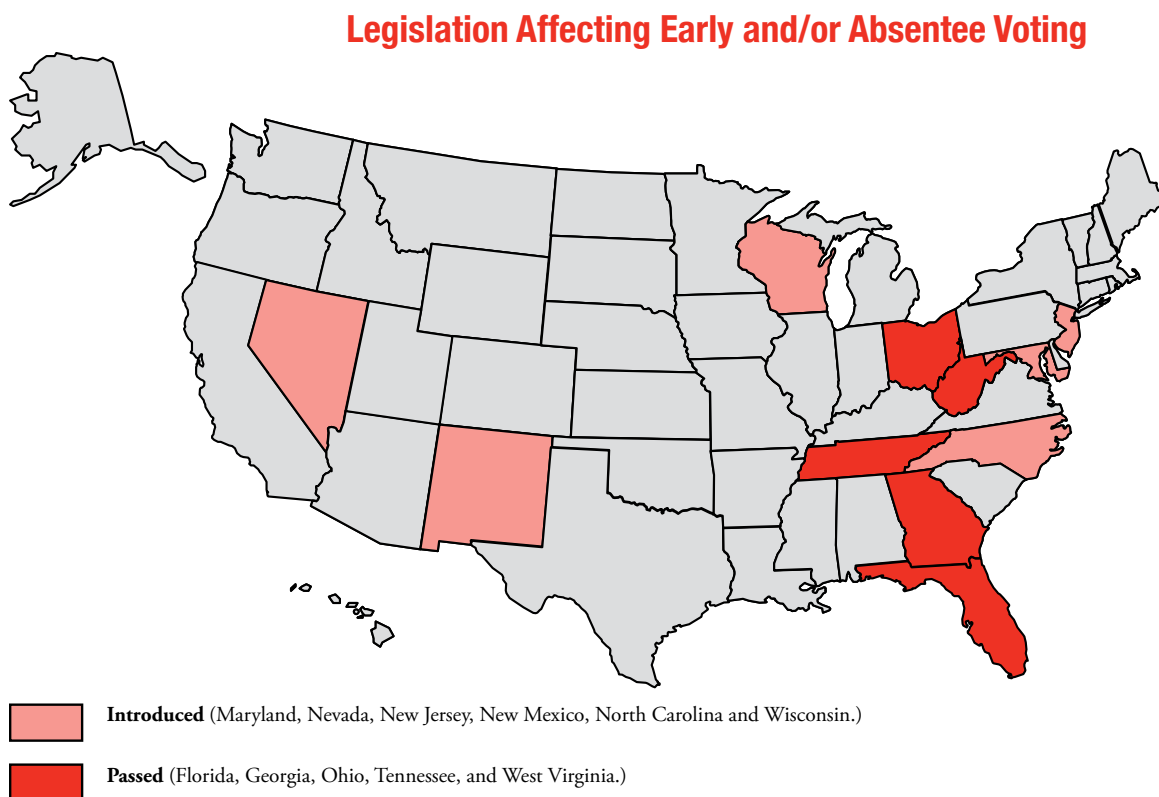 Legislation Affecting Early and/or Absentee Voting
Introduced (Maryland, Nevada, New Jersey, New Mexico, North Carolina and Wisconsin.)
Passed (Florida, Georgia, Ohio, Tennessee, and West Virginia.)